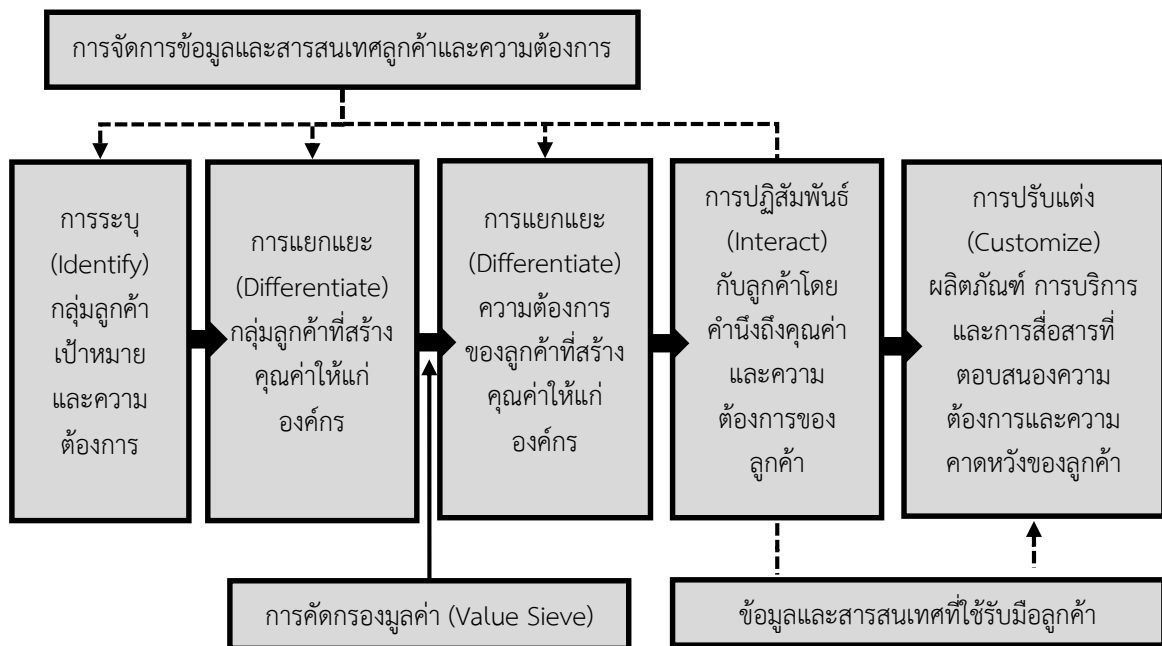 การจัดการข้อมูลและสารสนเทศลูกค้าและความต้องการ
การระบุ
(Identify)
กลุ่มลูกค้า
เป้าหมาย
และความ
ต้องการ
การแยกแยะ
(Differentiate)
กลุ่มลูกค้าที่สร้าง
คุณค่าให้แก่
องค์กร
การแยกแยะ
(Differentiate)
ความต้องการ
ของลูกค้าที่สร้าง
คุณค่าให้แก่
องค์กร
การปฏิสัมพันธ์
(Interact)
กับลูกค้าโดย
คำนึงถึงคุณค่า
และความ
ต้องการของ
ลูกค้า
การปรับแต่ง
(Customize)
ผลิตภัณฑ์ การบริการ
และการสื่อสารที่
ตอบสนองความ
ต้องการและความ
คาดหวังของลูกค้า
การคัดกรองมูลค่า (Value Sieve)
ข้อมูลและสารสนเทศที่ใช้รับมือลูกค้า